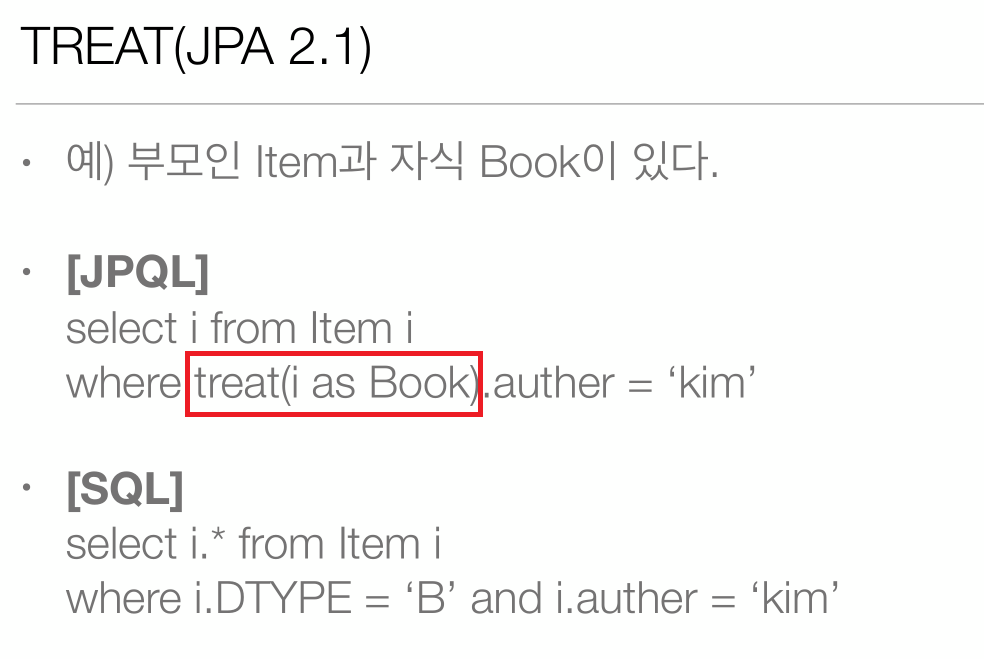 TREAT(JPA 2.1)
• 예) 부모인 Item과 자식 Book이 있다.
• [JPQL]
select i from Item i
where treat(i as Book).auther = ‘kim’
• [SQL]
select i.* from Item i
where i.DTYPE = ‘B’ and i.auther = ‘kim’